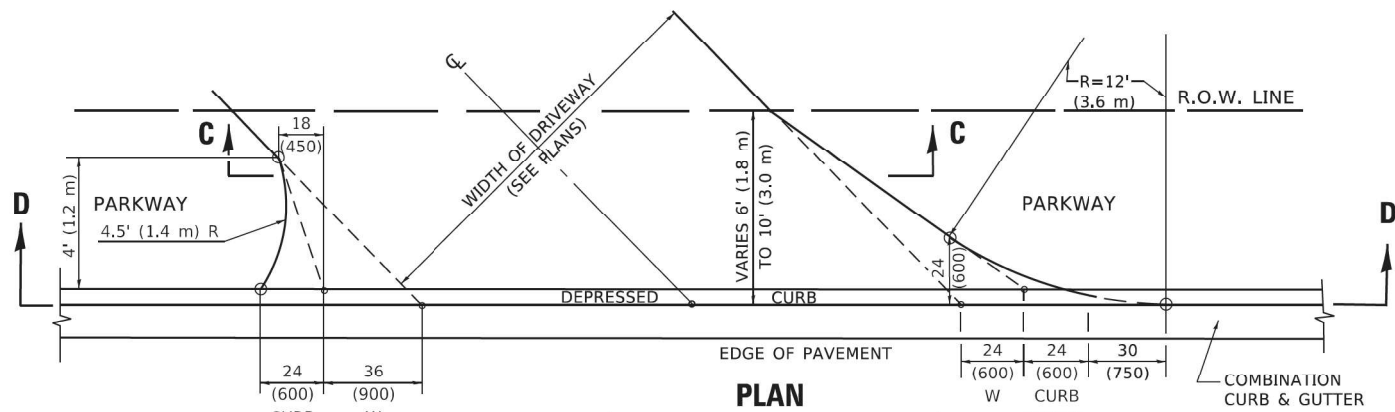 ℄
R=12'
(3.6 m)
R.O.W. LINE
C
18
(450)
WIDTH OF DRIVEWAY
(SEE PLANS)
C
D
4' (1.2 m)
PARKWAY
4.5' (1.4 m) R
VARIES 6' (1.8 m)
TO 10' (3.0 m)
24
(600)
PARKWAY
D
DEPRESSED CURB
EDGE OF PAVEMENT
24
(600)
36
(900)
PLAN
24
(600)
W
24
(600)
CURB
30
(750)
COMBINATION
CURB & GUTTER